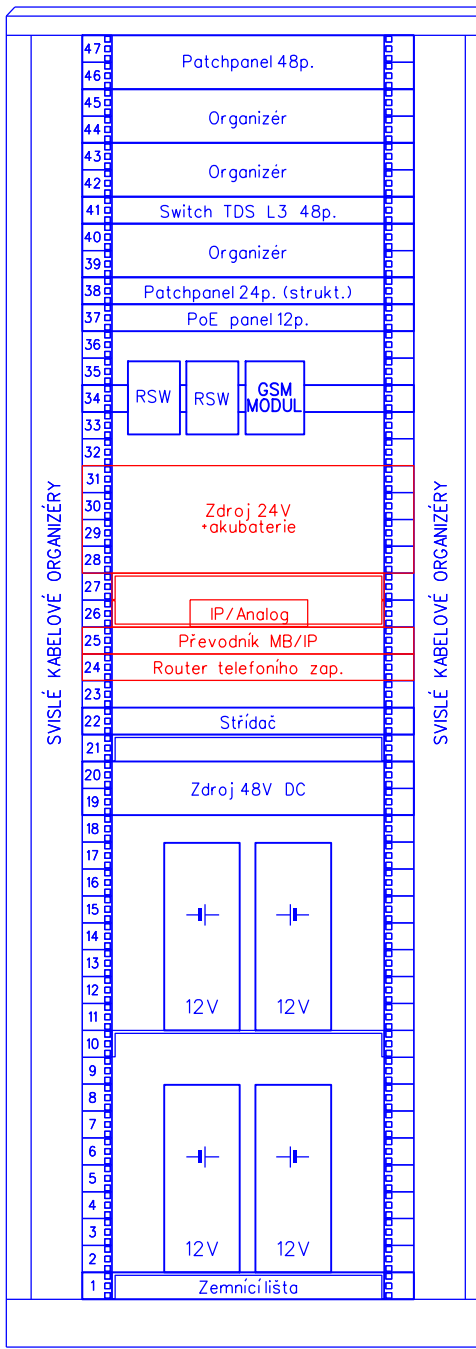 47
Patchpanel 48p.
46
45
Organizér
44
43
Organizér
42
41 Switch TDS L3 48p.
40
Organizér
39
38 Patchpanel 24p. (strukt.)
37 PoE panel 12p.
36
35
RSW RSW GSM
MODUL
34
33
32
31
30 Zdroj 24V
+akubaterie
29
28
27
26 IP/Analog
25 Převodník MB/IP
24 Router telefoního zap.
23
22 Střídač
21
20
Zdroj 48V DC
19
18
17
16
15
14
13
12
11 12V 12V
10
9
8
7
6
5
4
3
2 12V 12V
1 Zemnící lišta
SVISLÉ KABELOVÉ ORGANIZÉRY
SVISLÉ KABELOVÉ ORGANIZÉRY